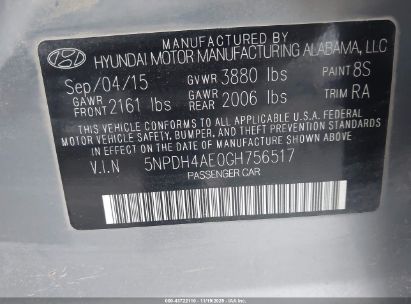 MANUFACTURED BY
HYUNDAI MOTOR MANUFACTURING ALABAMA, LLC
Sep/04/15 GVWR 3880 lbs PAINT 8S
GAWR FRONT 2161 lbs GAWR REAR 2006 lbs TRIM RA
THIS VEHICLE CONFORMS TO ALL APPLICABLE U.S.A. FEDERAL
MOTOR VEHICLE SAFETY, BUMPER, AND THEFT PREVENTION STANDARDS
IN EFFECT ON THE DATE OF MANUFACTURE SHOWN ABOVE.
V.I.N 5NPDH4AE0GH756517
PASSENGER CAR